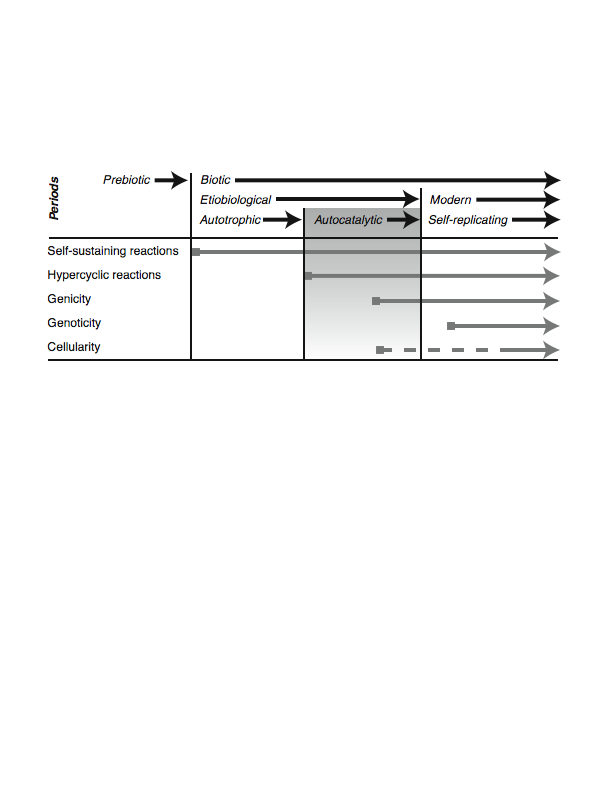 Periods
Prebiotic Biotic
Etiobiological Modern
Autotrophic Autocatalytic Self-replicating
Self-sustaining reactions
Hypercyclic reactions
Genicity
Genoticity
Cellularity